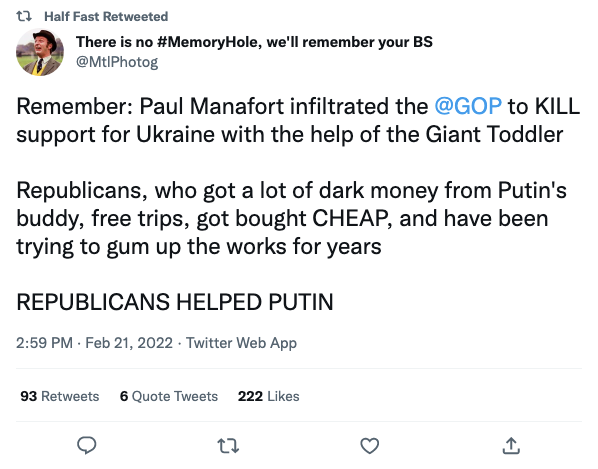 Half Fast Retweeted
There is no #MemoryHole, we'll remember your BS
@MtlPhotog
Remember: Paul Manafort infiltrated the @GOP to KILL
support for Ukraine with the help of the Giant Toddler
Republicans, who got a lot of dark money from Putin's
buddy, free trips, got bought CHEAP, and have been
trying to gum up the works for years
REPUBLICANS HELPED PUTIN
2:59 PM · Feb 21, 2022 · Twitter Web App
93 Retweets 6 Quote Tweets 222 Likes